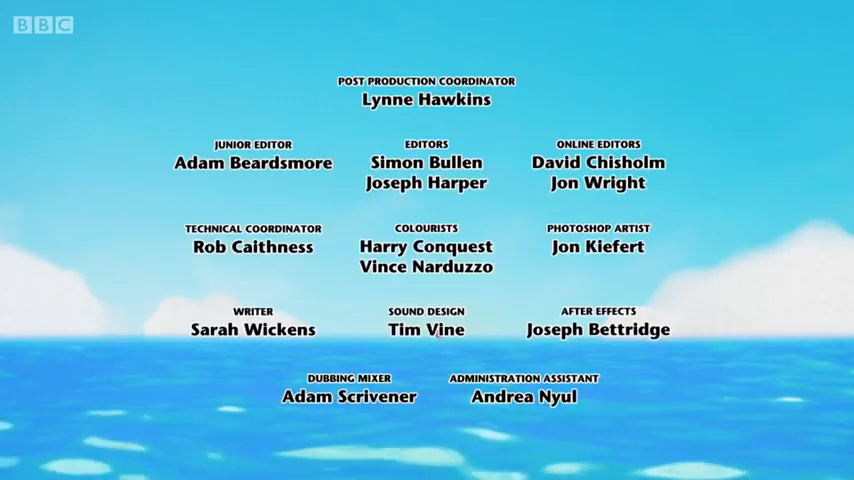 BBC
POST PRODUCTION COORDINATOR
Lynne Hawkins
JUNIOR EDITOR
Adam Beardsmore
EDITORS
Simon Bullen
Joseph Harper
ONLINE EDITORS
David Chisholm
Jon Wright
TECHNICAL COORDINATOR
Rob Caithness
COLOURISTS
Harry Conquest
Vince Narduzzo
PHOTOSHOP ARTIST
Jon Kiefert
WRITER
Sarah Wickens
SOUND DESIGN
Tim Vine
AFTER EFFECTS
Joseph Bettridge
DUBBING MIXER
Adam Scrivener
ADMINISTRATION ASSISTANT
Andrea Nyul